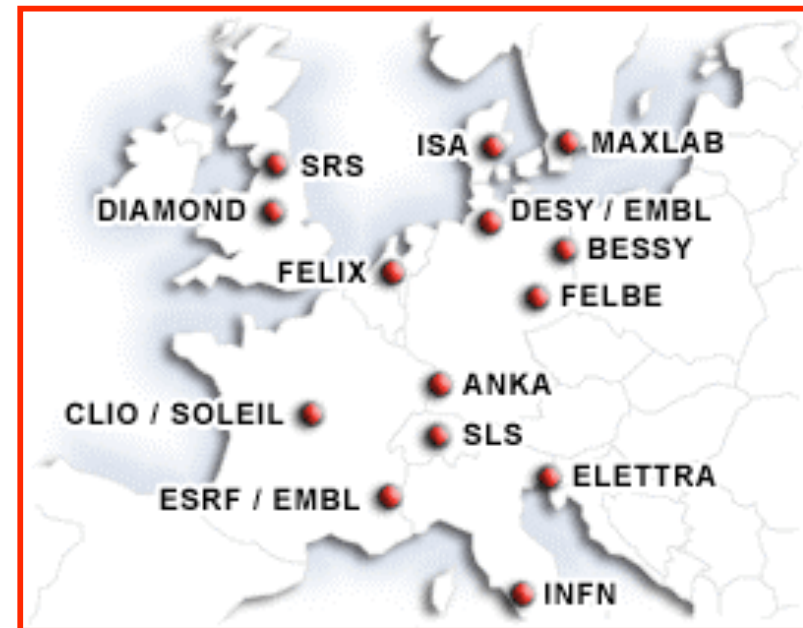 ISA
MAXLAB
SRS
DIAMOND
DESY / EMBL
BESSY
FELIX
FELBE
ANKA
CLIO / SOLEIL
SLS
ELETTRA
ESRF / EMBL
INFN